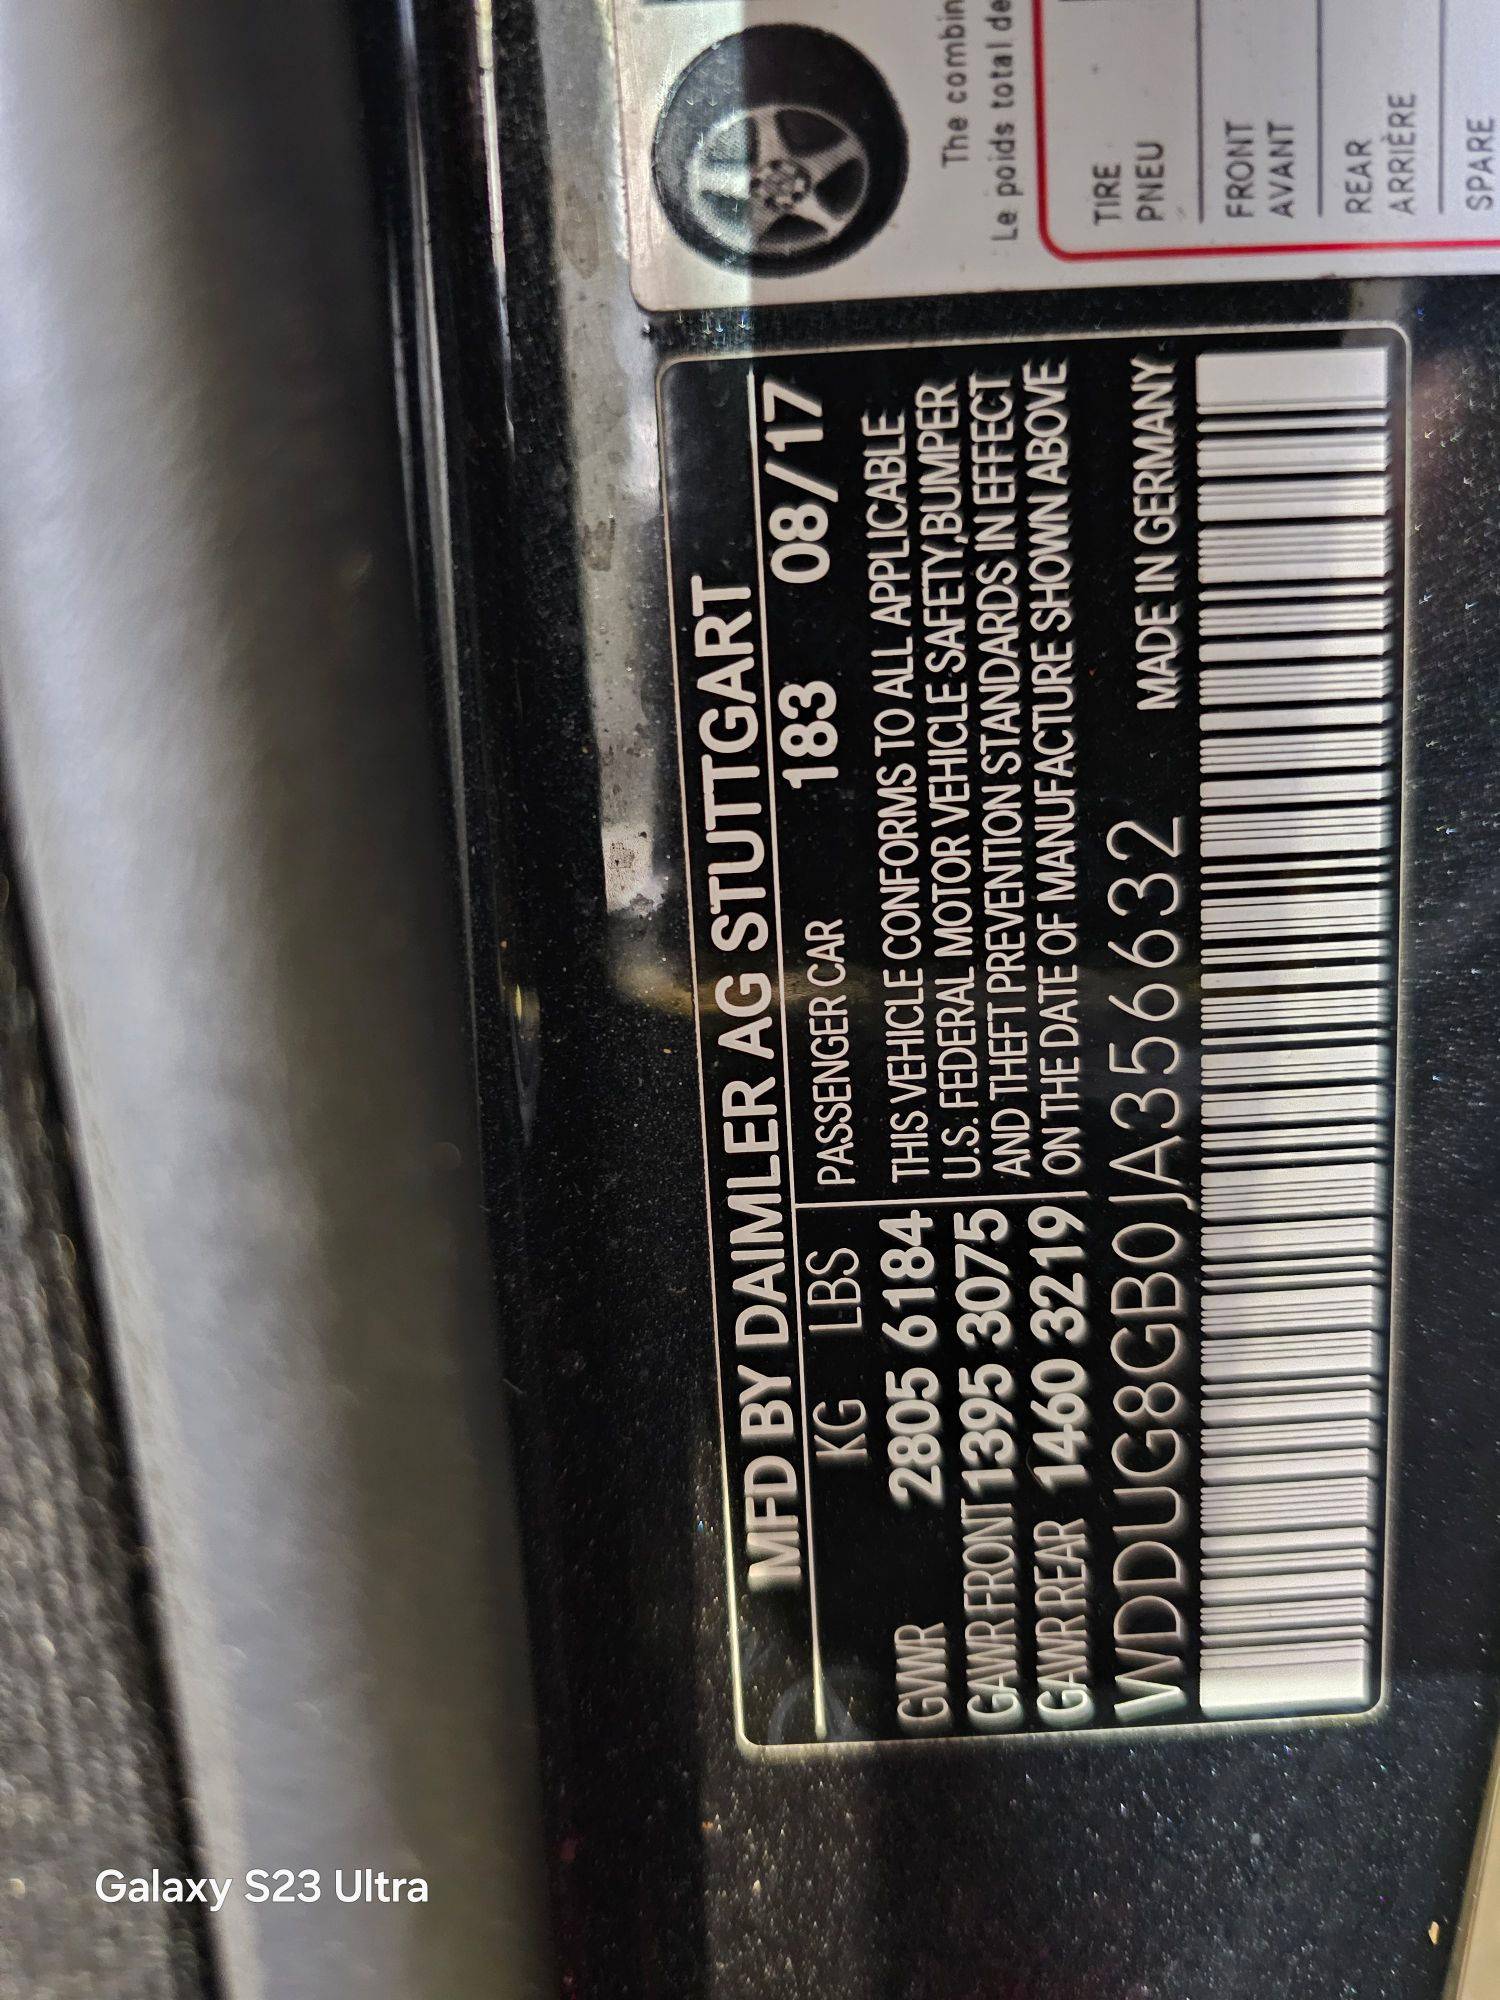 MFD BY DAIMLER AG STUTTGART
KG LBS PASSENGER CAR 183 08/17
GVWR 2805 6184
GAWR FRONT 1395 3075
GAWR REAR 1460 3219
THIS VEHICLE CONFORMS TO ALL APPLICABLE
U.S. FEDERAL MOTOR VEHICLE SAFETY,BUMPER
AND THEFT PREVENTION STANDARDS IN EFFECT
ON THE DATE OF MANUFACTURE SHOWN ABOVE
MADE IN GERMANY
WDDUG8GB0JA356632
The
Le poids total
TIRE
PNEU
FRONT
AVANT
REAR
ARRIÈRE
SPARE
Galaxy S23 Ultra